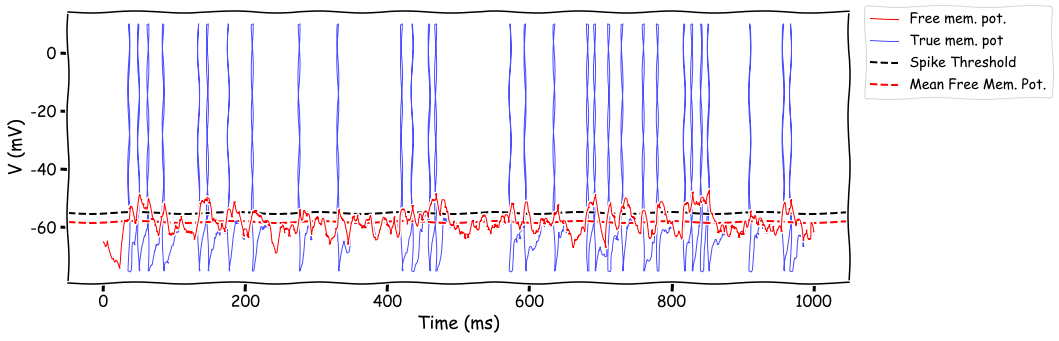 Free mem. pot.
True mem. pot
Spike Threshold
Mean Free Mem. Pot.
V (mV)
0
-20
-40
-60
0 200 400 600 800 1000
Time (ms)